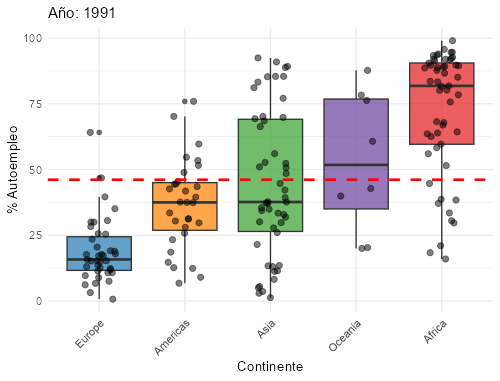 Año: 1991
% Autoempleo
100
75
50
25
0
Europe
Americas
Asia
Oceania
Africa
Continente